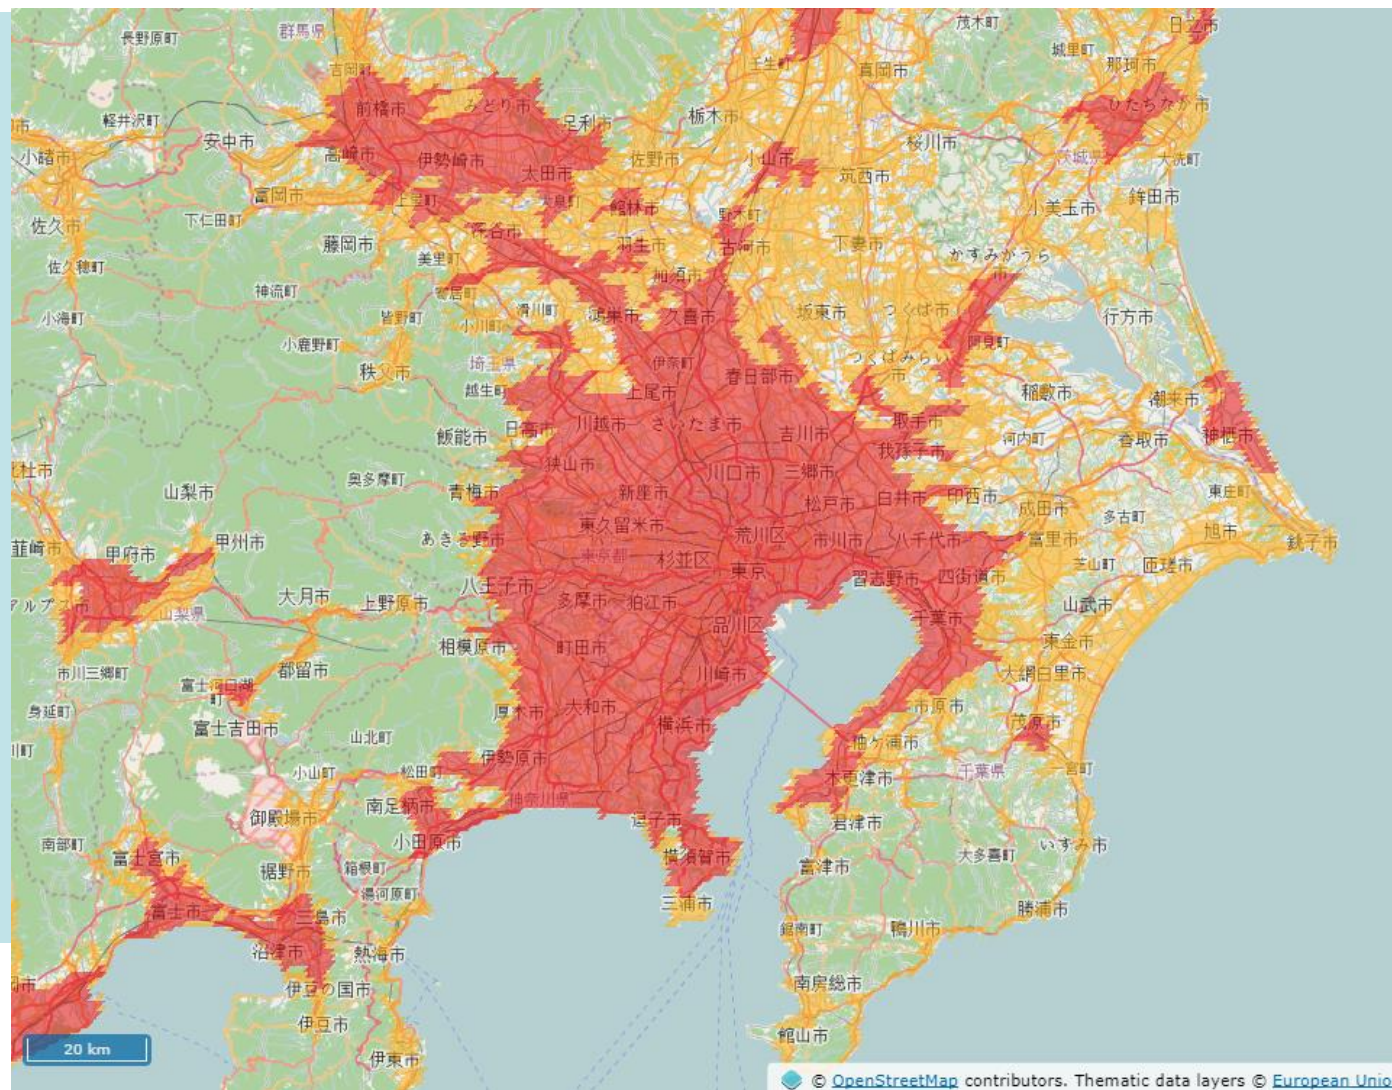 長野原町
群馬県
茂木町
日立市
城里町
那珂市
吉岡町
壬生町
真岡市
前橋市
みどり市
ひたちなか市
軽井沢町
安中市
足利市
栃木市
桜川市
小諸市
高崎市
伊勢崎市
太田市
佐野市
小山市
茨城県
大洗町
富岡市
筑西市
上里町
大泉町
館林市
野木町
小美玉市
鉾田市
佐久市
下仁田町
深谷市
藤岡市
羽生市
古河市
下妻市
かすみがうら
市
佐久穂町
美里町
加須市
神流町
寄居町
小海町
皆野町
小川町
滑川町
鴻巣市
久喜市
坂東市
つくば市
行方市
小鹿野町
阿見町
秩父市
埼玉県
伊奈町
つくばみらい
市
春日部市
越生町
上尾市
稲敷市
潮来市
飯能市
日高市
川越市
さいたま市
吉川市
取手市
河内町
香取市
神栖市
我孫子市
狭山市
川口市
三郷市
山梨市
奥多摩町
青梅市
新座市
松戸市
白井市
印西市
成田市
東庄町
多古町
東久留米市
荒川区
あきる野市
東京都
杉並区
市川市
八千代市
富里市
旭市
銚子市
韮崎市
甲府市
甲州市
東京
芝山町
匝瑳市
八王子市
習志野市
四街道市
大月市
上野原市
多摩市
狛江市
山武市
山梨県
品川区
千葉市
相模原市
町田市
東金市
市川三郷町
都留市
川崎市
大網白里市
富士河口湖
町
身延町
厚木市
大和市
市原市
富士吉田市
横浜市
茂原市
山北町
袖ケ浦市
伊勢原市
小山町
松田町
千葉県
一宮町
木更津市
神奈川県
南足柄市
御殿場市
逗子市
君津市
小田原市
南部町
富士宮市
横須賀市
大多喜町
いすみ市
裾野市
箱根町
富津市
湯河原町
三浦市
富士市
三島市
勝浦市
鋸南町
鴨川市
沼津市
熱海市
南房総市
伊豆の国市
伊豆市
館山市
20 km
伊東市
© OpenStreetMap contributors. Thematic data layers © European Unio